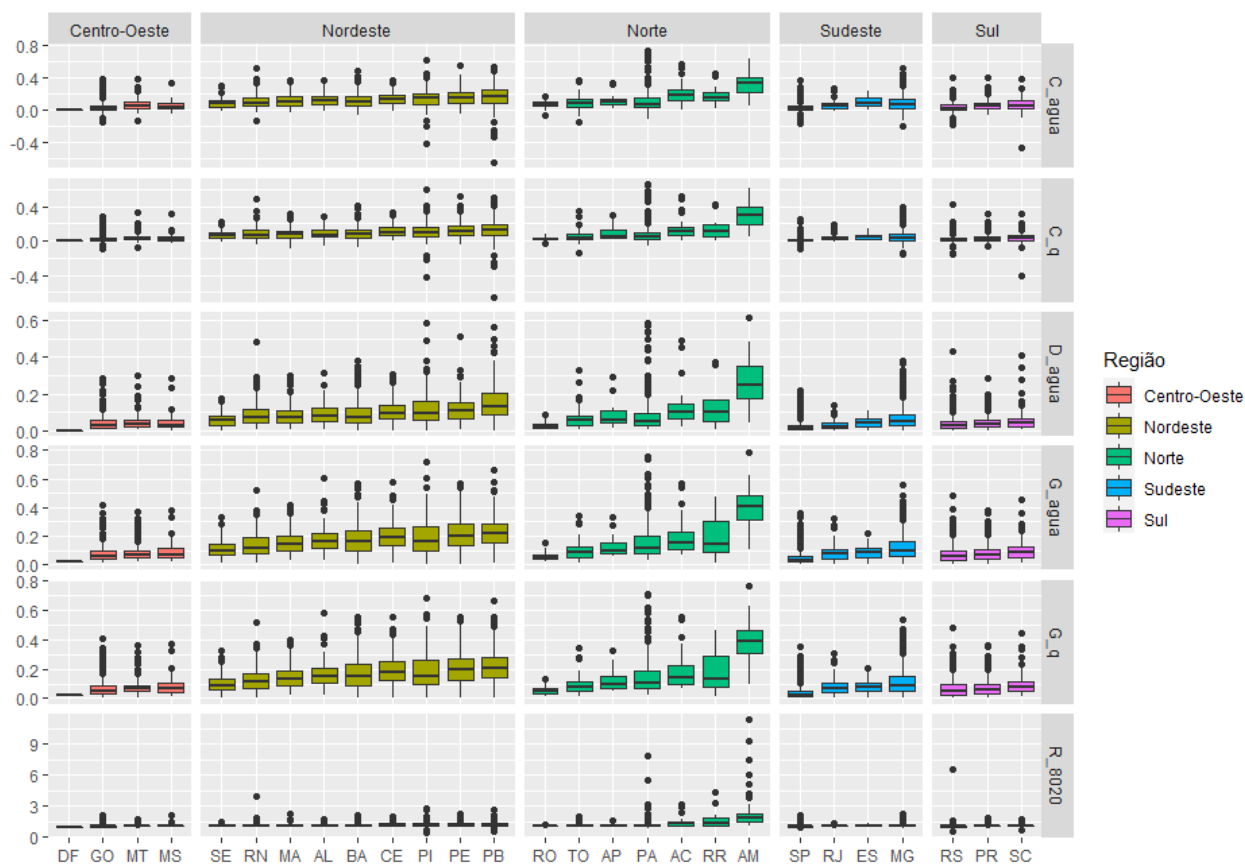 Centro-Oeste Nordeste Norte Sudeste Sul
0.8
0.4
0.0
-0.4
C_agua
0.4
0.0
-0.4
C_q
0.6
0.4
0.2
0.0
D_agua
0.8
0.6
0.4
0.2
0.0
G_agua
0.8
0.6
0.4
0.2
0.0
G_q
9
6
3
0
R_8020
DF GO MT MS SE RN MA AL BA CE PI PE PB RO TO AP PA AC RR AM SP RJ ES MG RS PR SC
Região
Centro-Oeste
Nordeste
Norte
Sudeste
Sul